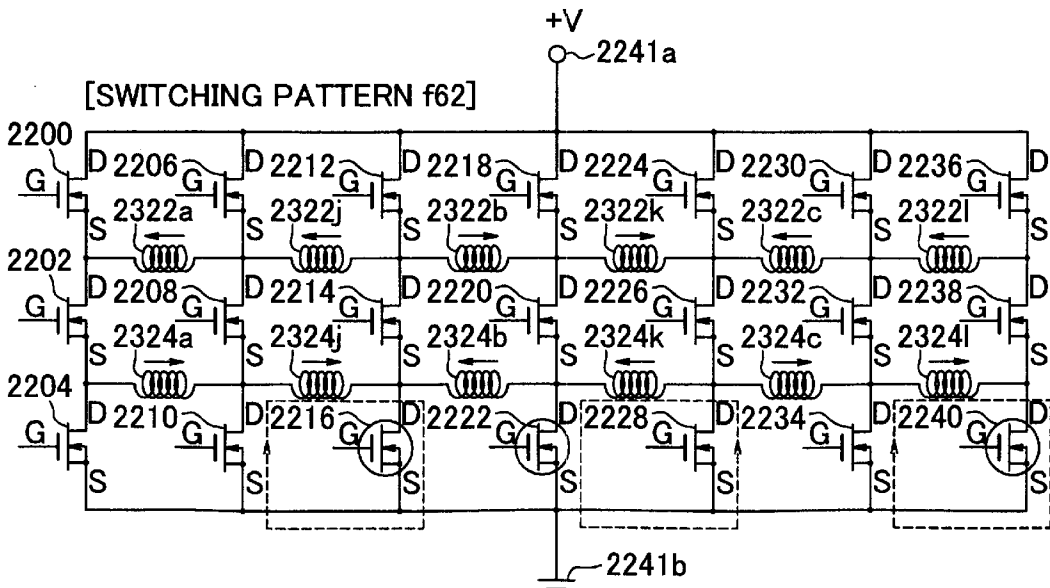 +V
2241a
[SWITCHING PATTERN f62]
2200 D 2206 D 2212 D 2218 D 2224 D 2230 D 2236 D
G G G G G G G
S S S S S S S
2322a 2322j 2322b 2322k 2322c 2322l
2202 D 2208 D 2214 D 2220 D 2226 D 2232 D 2238 D
G G G G G G G
S S S S S S S
2324a 2324j 2324b 2324k 2324c 2324l
2204 D 2210 D 2216 D 2222 D 2228 D 2234 D 2240 D
G G G G G G G
S S S S S S S
2241b